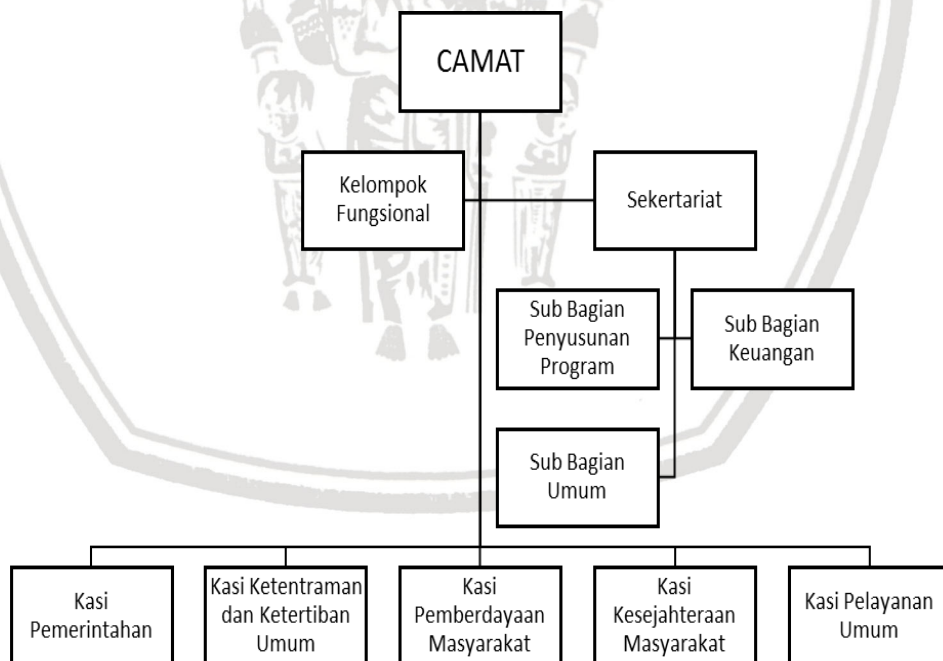 CAMAT
Kelompok
Fungsional
Sekertariat
Sub Bagian
Penyusunan
Program
Sub Bagian
Keuangan
Sub Bagian
Umum
Kasi
Pemerintahan
Kasi Ketentraman
dan Ketertiban
Umum
Kasi
Pemberdayaan
Masyarakat
Kasi
Kesejahteraan
Masyarakat
Kasi Pelayanan
Umum